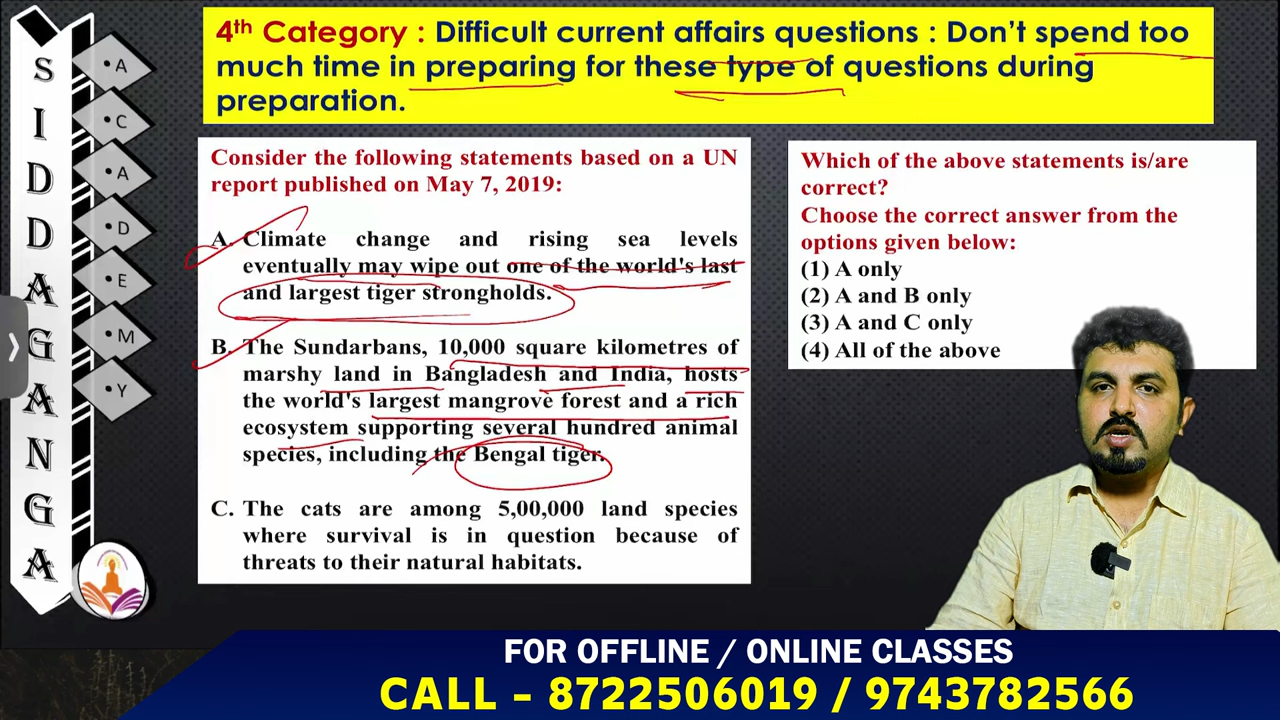 4th Category : Difficult current affairs questions : Don't spend too
much time in preparing for these type of questions during
preparation.
SIDDAGANGA
ACADEMY
Consider the following statements based on a UN
report published on May 7, 2019:
A. Climate change and rising sea levels
eventually may wipe out one of the world's last
and largest tiger strongholds.
B. The Sundarbans, 10,000 square kilometres of
marshy land in Bangladesh and India, hosts
the world's largest mangrove forest and a rich
ecosystem supporting several hundred animal
species, including the Bengal tiger.
C. The cats are among 5,00,000 land species
where survival is in question because of
threats to their natural habitats.
Which of the above statements is/are
correct?
Choose the correct answer from the
options given below:
(1) A only
(2) A and B only
(3) A and C only
(4) All of the above
FOR OFFLINE / ONLINE CLASSES
CALL - 8722506019 / 9743782566